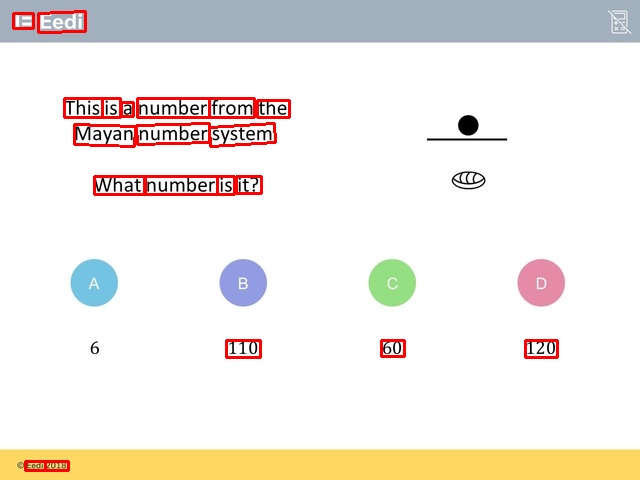 Eedi
This is a number from the
Mayan number system
What number is it?
A
B
C
D
6
110
60
120
© Eedi 2018